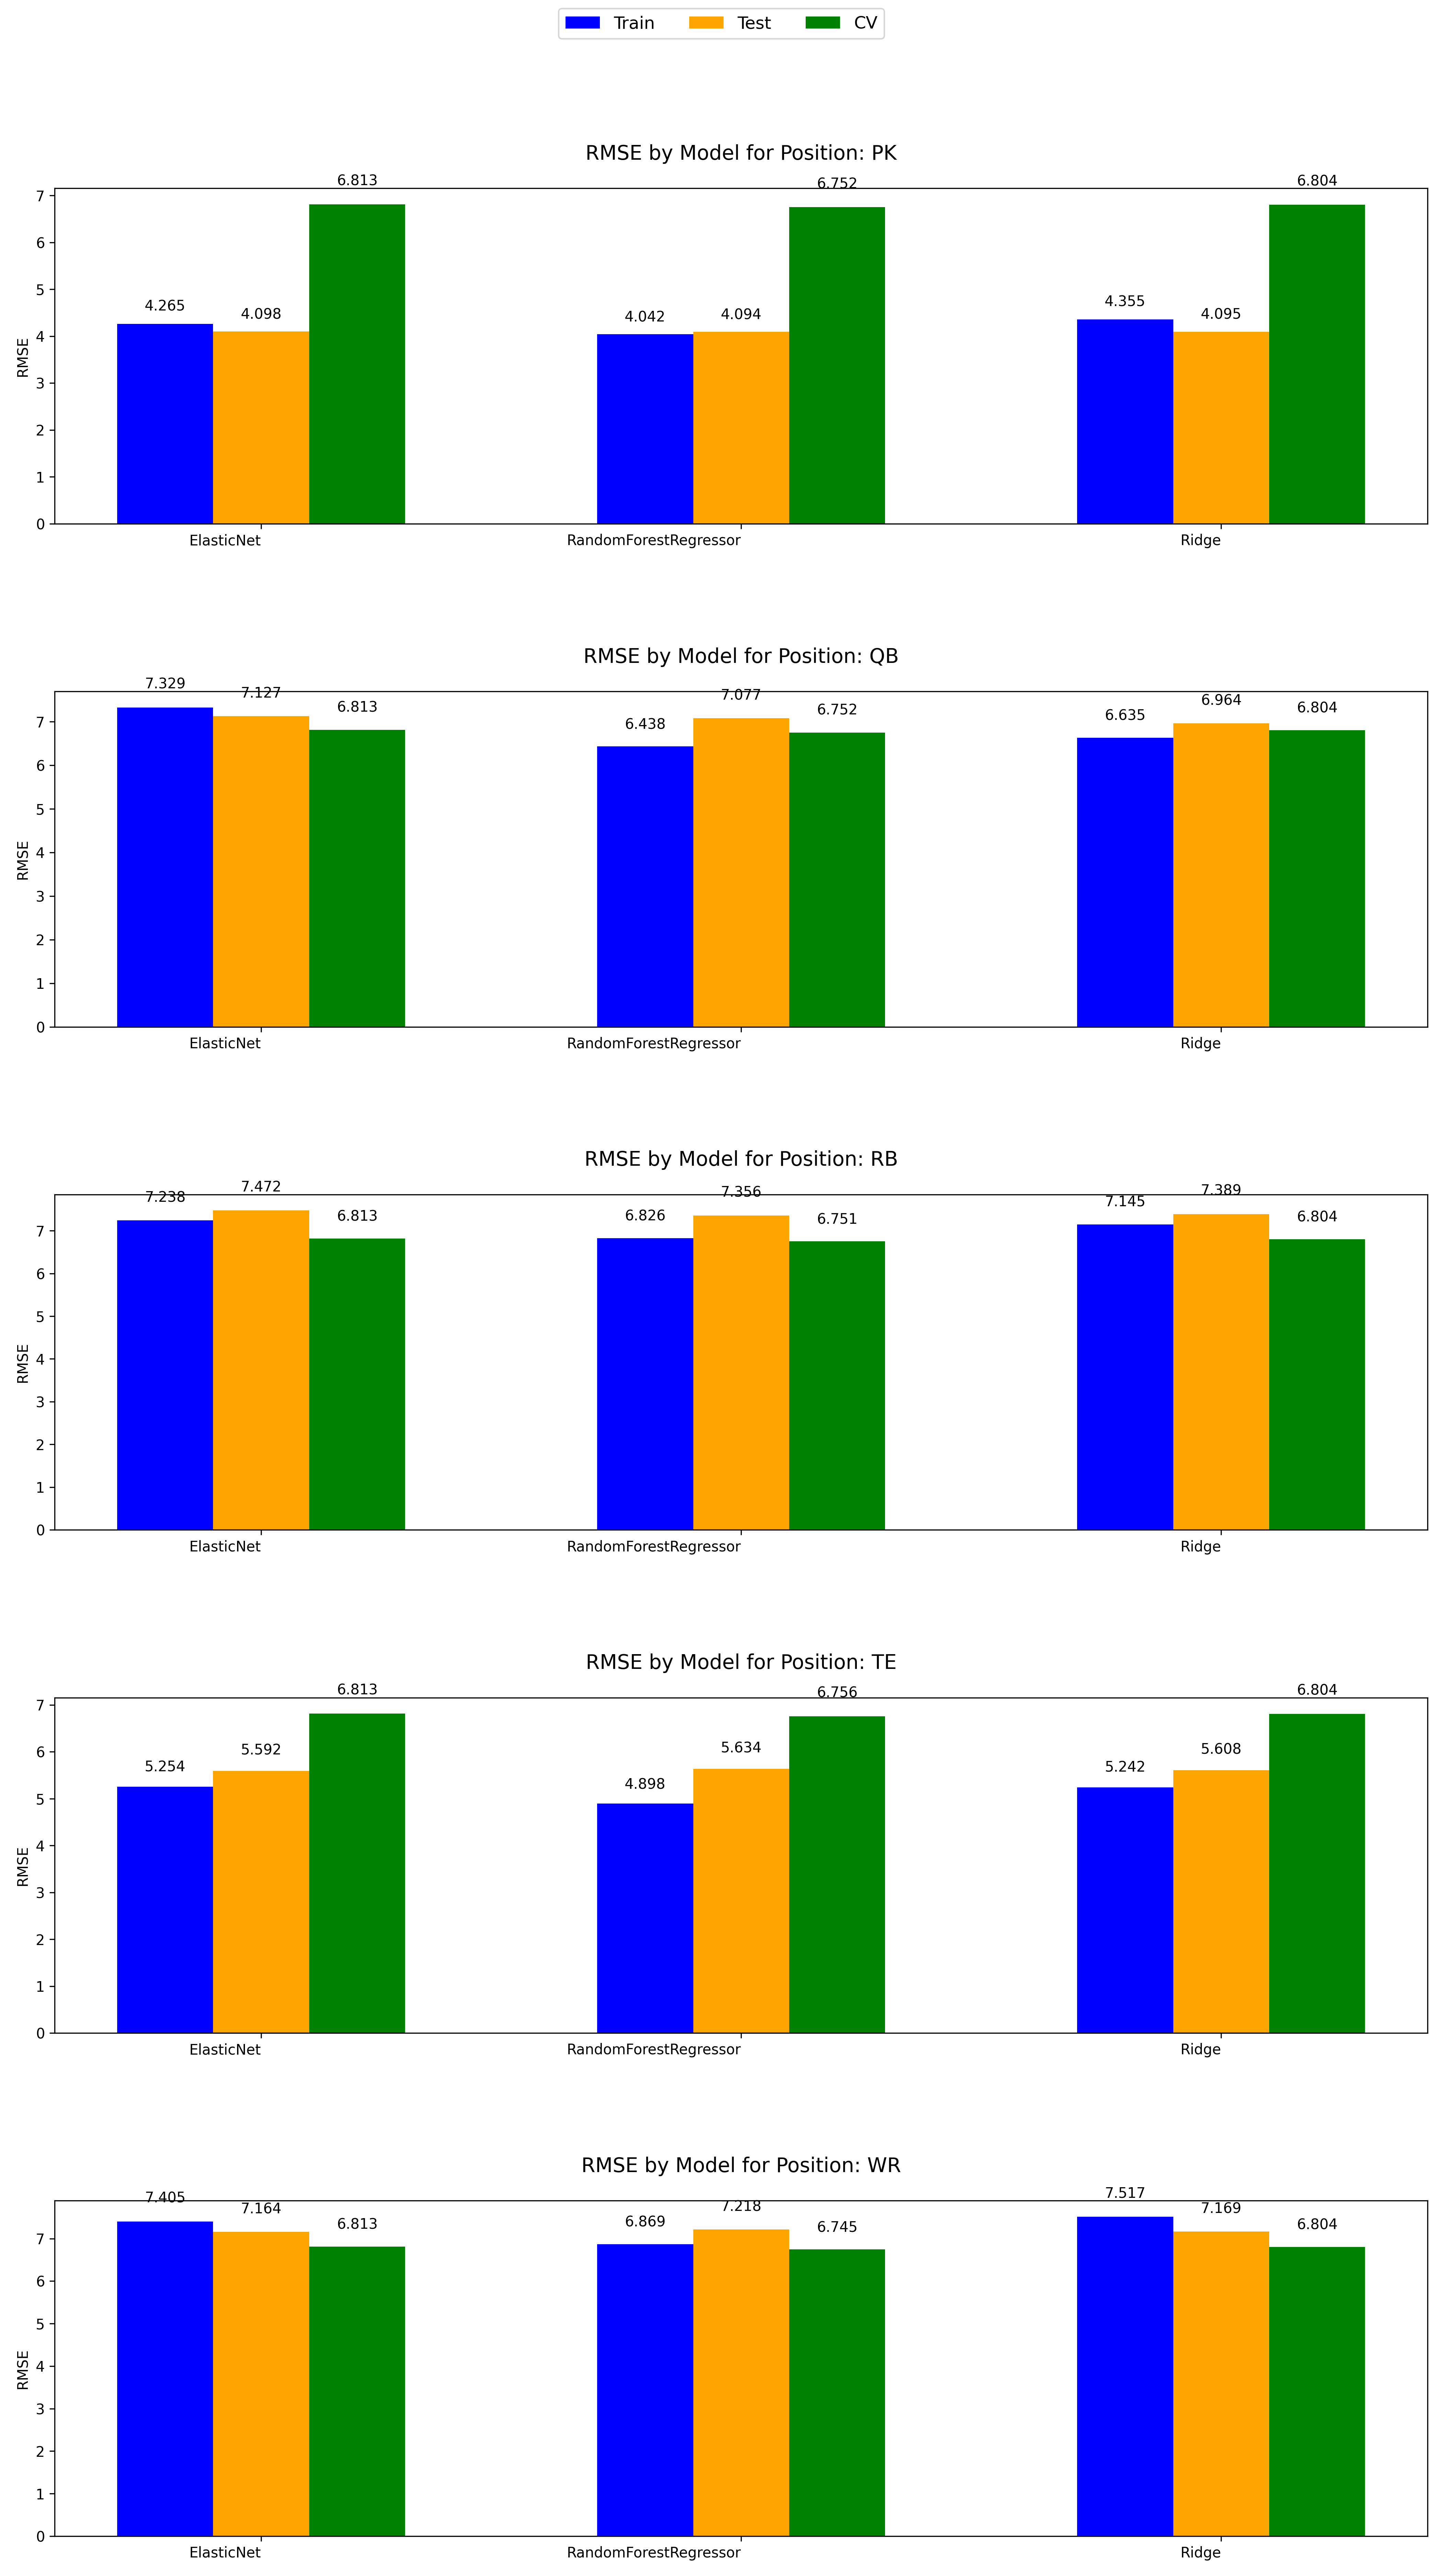 Train Test CV
RMSE by Model for Position: PK
6.813 6.752 6.804
7
6
5
4.265 4.098 4.042 4.094 4.355 4.095
4
RMSE
3
2
1
0
ElasticNet RandomForestRegressor Ridge
RMSE by Model for Position: QB
7.329 7.127 6.813 6.438 7.077 6.752 6.635 6.964 6.804
7
6
5
4
RMSE
3
2
1
0
ElasticNet RandomForestRegressor Ridge
RMSE by Model for Position: RB
7.238 7.472 6.813 6.826 7.356 6.751 7.145 7.389 6.804
7
6
5
4
RMSE
3
2
1
0
ElasticNet RandomForestRegressor Ridge
RMSE by Model for Position: TE
6.813 6.756 6.804
7
6
5.254 5.592 4.898 5.634 5.242 5.608
5
4
RMSE
3
2
1
0
ElasticNet RandomForestRegressor Ridge
RMSE by Model for Position: WR
7.405 7.164 6.813 6.869 7.218 6.745 7.517 7.169 6.804
7
6
5
4
RMSE
3
2
1
0
ElasticNet RandomForestRegressor Ridge